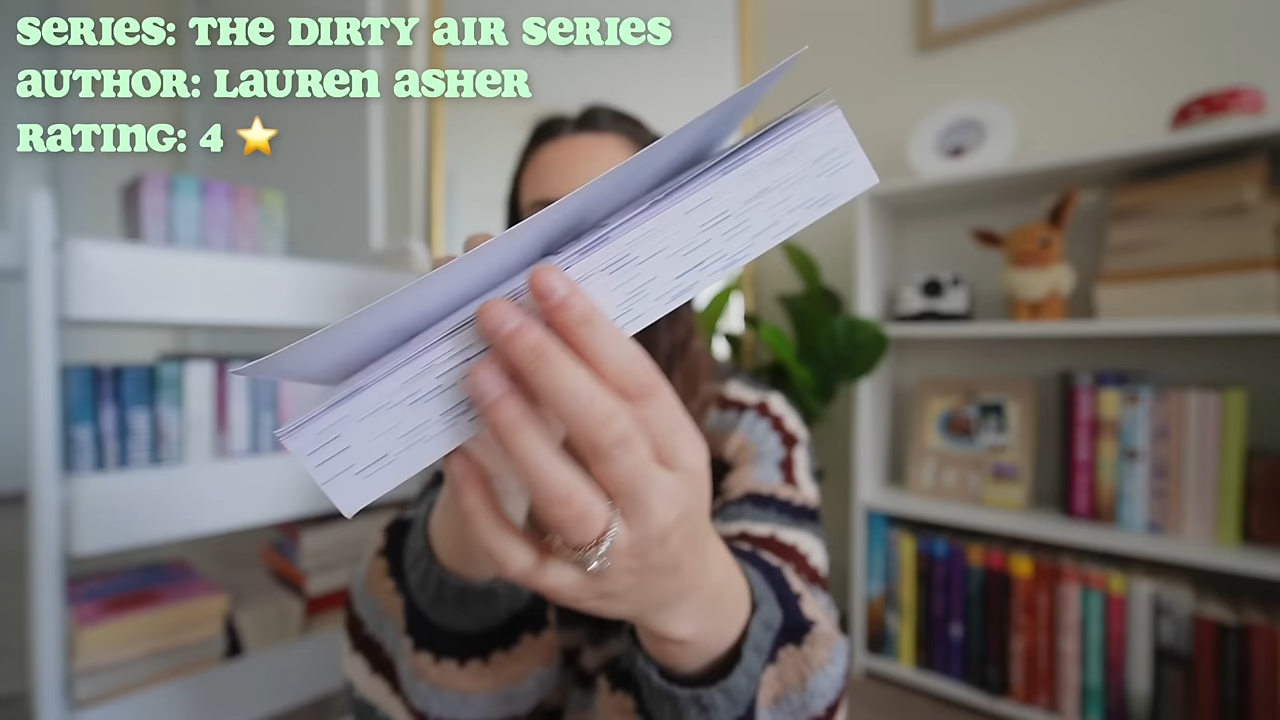 SERIES: THE DIRTY AIR SERIES
AUTHOR: LAUREN ASHER
RATING: 4 ⭐